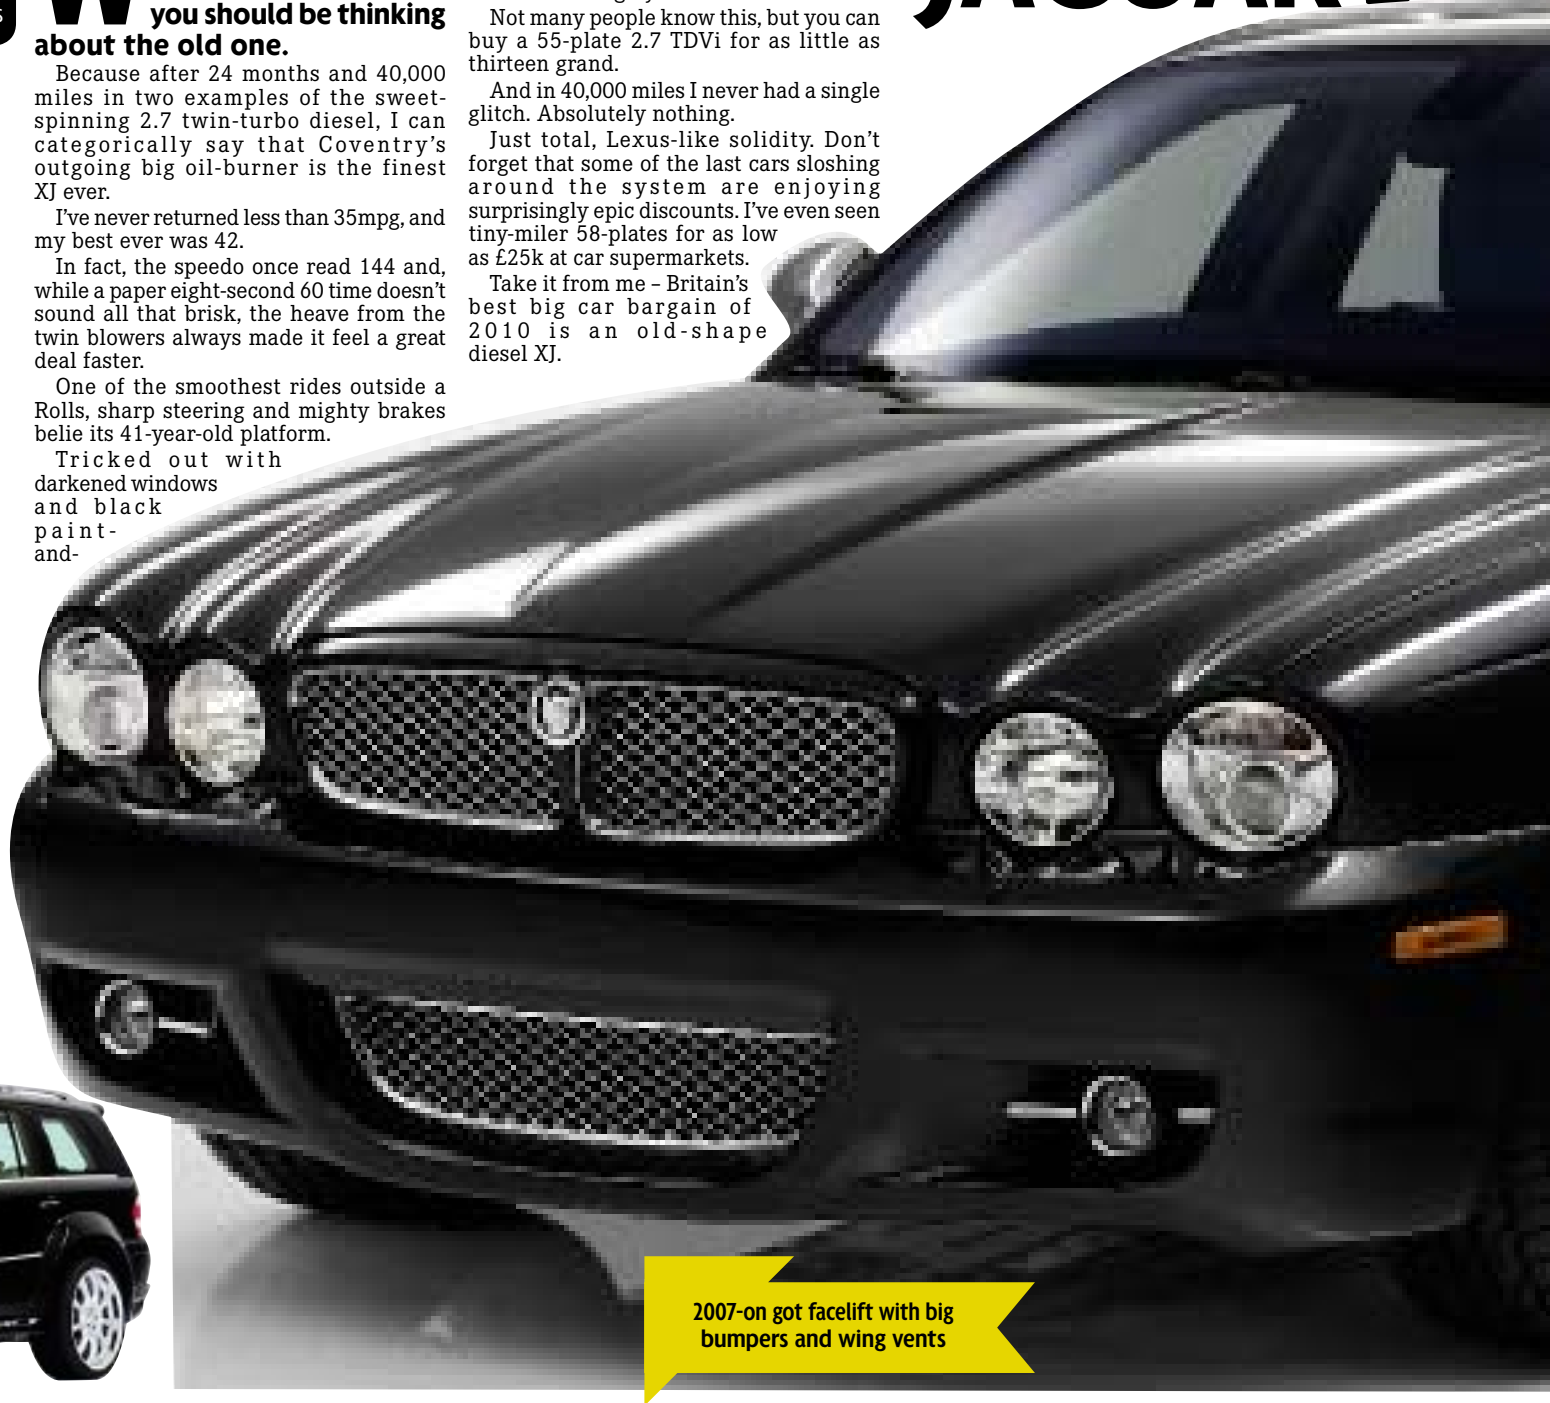 you should be thinking
about the old one.
Because after 24 months and 40,000
miles in two examples of the sweet-
spinning 2.7 twin-turbo diesel, I can
categorically say that Coventry's
outgoing big oil-burner is the finest
XJ ever.
I've never returned less than 35mpg, and
my best ever was 42.
In fact, the speedo once read 144 and,
while a paper eight-second 60 time doesn't
sound all that brisk, the heave from the
twin blowers always made it feel a great
deal faster.
One of the smoothest rides outside a
Rolls, sharp steering and mighty brakes
belie its 41-year-old platform.
Tricked out with
darkened windows
and black
paint-
and-
Not many people know this, but you can
buy a 55-plate 2.7 TDVi for as little as
thirteen grand.
And in 40,000 miles I never had a single
glitch. Absolutely nothing.
Just total, Lexus-like solidity. Don't
forget that some of the last cars sloshing
around the system are enjoying
surprisingly epic discounts. I've even seen
tiny-miler 58-plates for as low
as £25k at car supermarkets.
Take it from me – Britain's
best big car bargain of
2010 is an old-shape
diesel XJ.
JAGUAR
2007-on got facelift with big
bumpers and wing vents